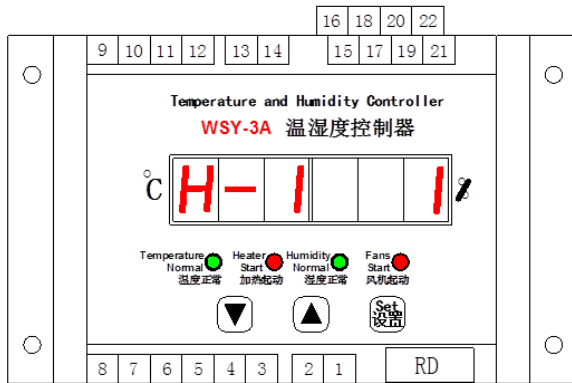 16 18 20 22
9 10 11 12 13 14 15 17 19 21
Temperature and Humidity Controller
WSY-3A 温湿度控制器
℃ H-1 1 %
Temperature Normal 温度正常
Heater Start 加热起动
Humidity Normal 湿度正常
Fans Start 风机起动
Set
设置
8 7 6 5 4 3 2 1 RD